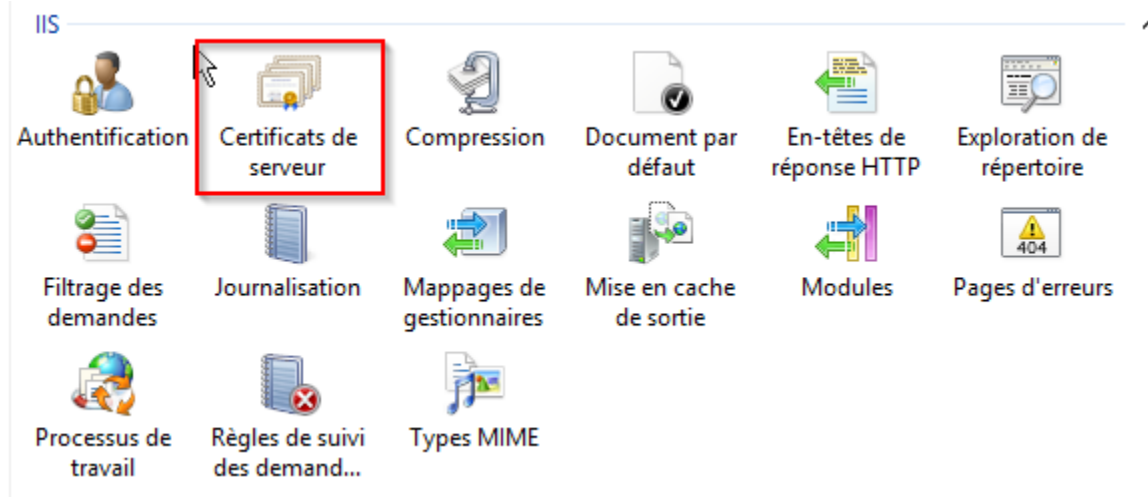 IIS
Authentification
Certificats de
serveur
Compression
Document par
défaut
En-têtes de
réponse HTTP
Exploration de
répertoire
Filtrage des
demandes
Journalisation
Mappages de
gestionnaires
Mise en cache
de sortie
Modules
404
Pages d'erreurs
Processus de
travail
Règles de suivi
des demand...
Types MIME